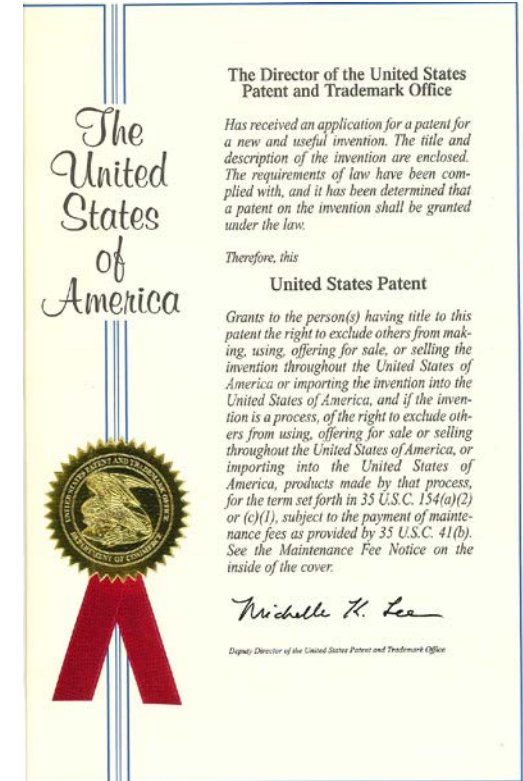 The
United
States
of
America
The Director of the United States
Patent and Trademark Office
Has received an application for a patent for
a new and useful invention. The title and
description of the invention are enclosed.
The requirements of law have been com-
plied with, and it has been determined that
a patent on the invention shall be granted
under the law.
Therefore, this
United States Patent
Grants to the person(s) having title to this
patent the right to exclude others from mak-
ing, using, offering for sale, or selling the
invention throughout the United States of
America or importing the invention into the
United States of America, and if the inven-
tion is a process, of the right to exclude oth-
ers from using, offering for sale or selling
throughout the United States of America, or
importing into the United States of
America, products made by that process,
for the term set forth in 35 U.S.C. 154(a)(2)
or (c)(1), subject to the payment of mainte-
nance fees as provided by 35 U.S.C. 41(b).
See the Maintenance Fee Notice on the
inside of the cover.
Michelle K. Lee
Deputy Director of the United States Patent and Trademark Office
UNITED STATES PATENT AND TRADEMARK OFFICE
DEPARTMENT OF COMMERCE